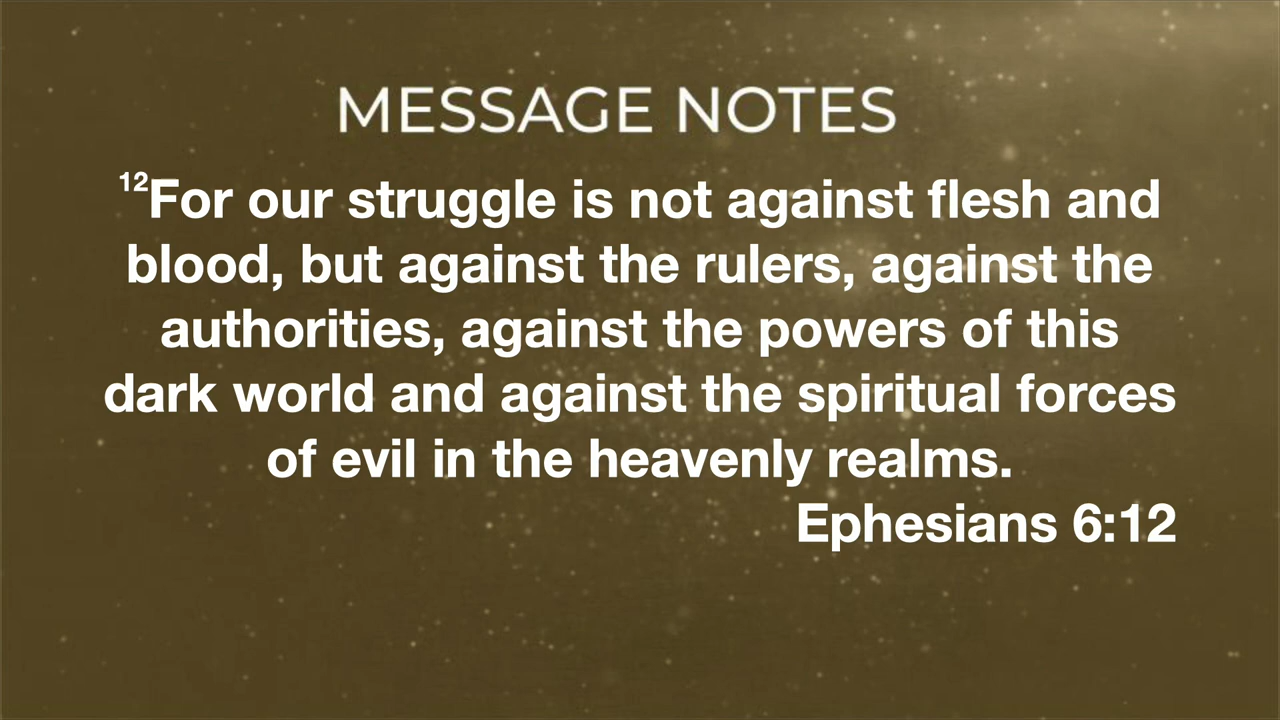 MESSAGE NOTES
12For our struggle is not against flesh and
blood, but against the rulers, against the
authorities, against the powers of this
dark world and against the spiritual forces
of evil in the heavenly realms.
Ephesians 6:12